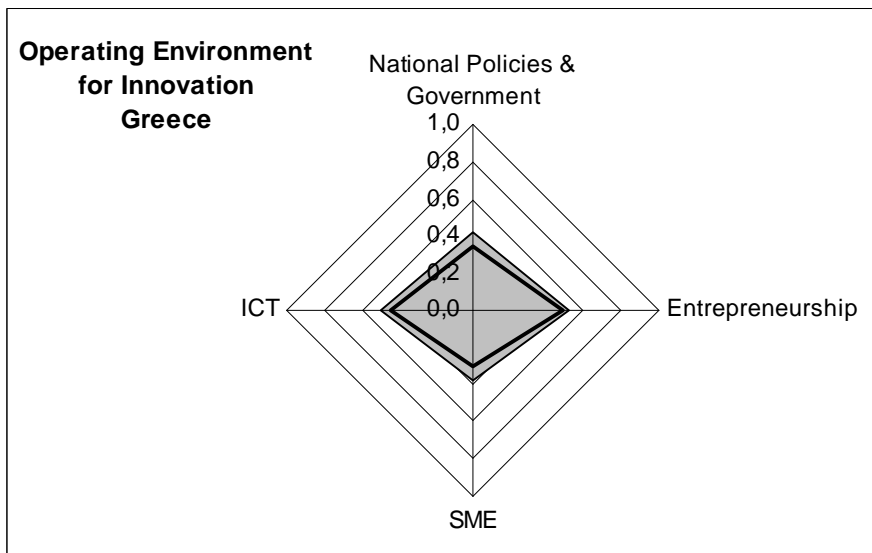 Operating Environment
for Innovation
Greece
National Policies &
Government
1,0
0,8
0,6
0,4
0,2
0,0
ICT
Entrepreneurship
SME